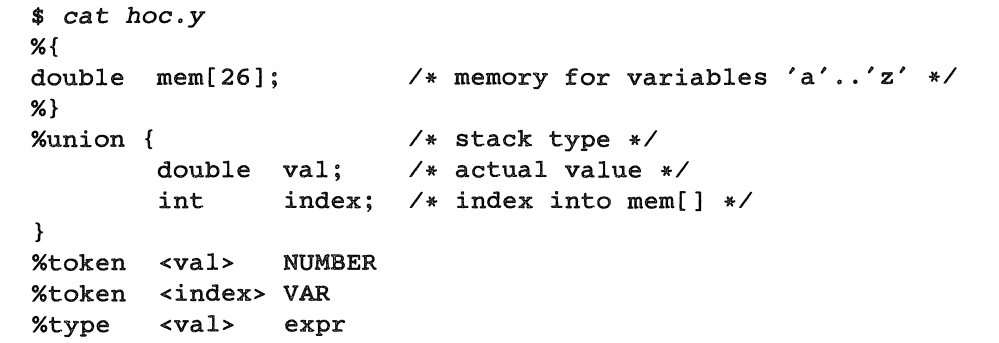 $ cat hoc.y
%{
double  mem[26];        /* memory for variables 'a'..'z' */
%}
%union {                /* stack type */
        double  val;    /* actual value */
        int     index;  /* index into mem[] */
}
%token  <val>   NUMBER
%token  <index> VAR
%type   <val>   expr